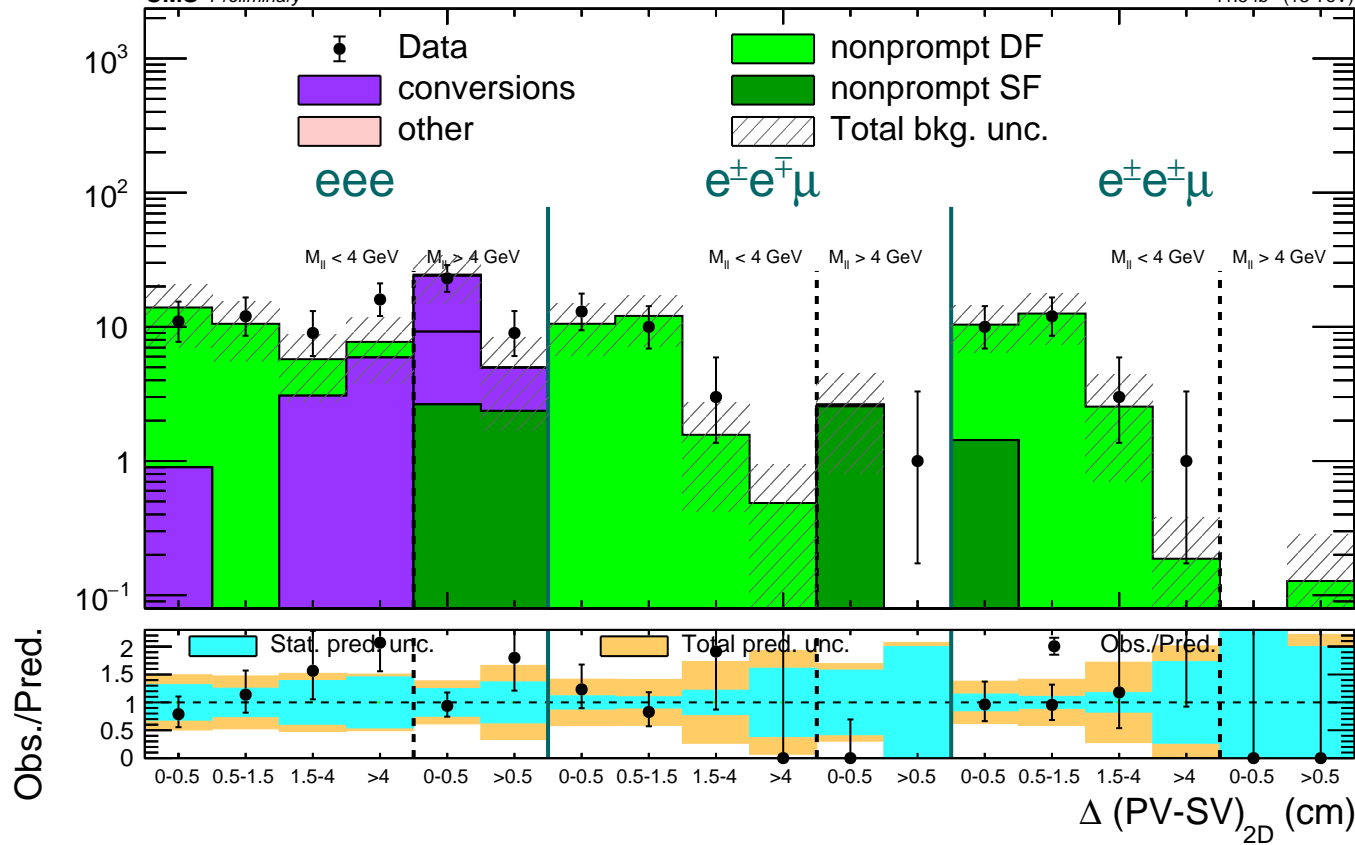 CMS Preliminary
Data
nonprompt DF
conversions
nonprompt SF
other
Total bkg. unc.
eee
e±e∓μ
e±e±μ
M_ll < 4 GeV
M_ll > 4 GeV
M_ll < 4 GeV
M_ll > 4 GeV
M_ll < 4 GeV
M_ll > 4 GeV
10³
10²
10
1
10⁻¹
Obs./Pred.
Stat. pred. unc.
Total pred. unc.
Obs./Pred.
2
1.5
1
0.5
0
0-0.5 0.5-1.5 1.5-4 >4 0-0.5 >0.5 0-0.5 0.5-1.5 1.5-4 >4 0-0.5 >0.5 0-0.5 0.5-1.5 1.5-4 >4 0-0.5 >0.5
Δ (PV-SV)_2D (cm)